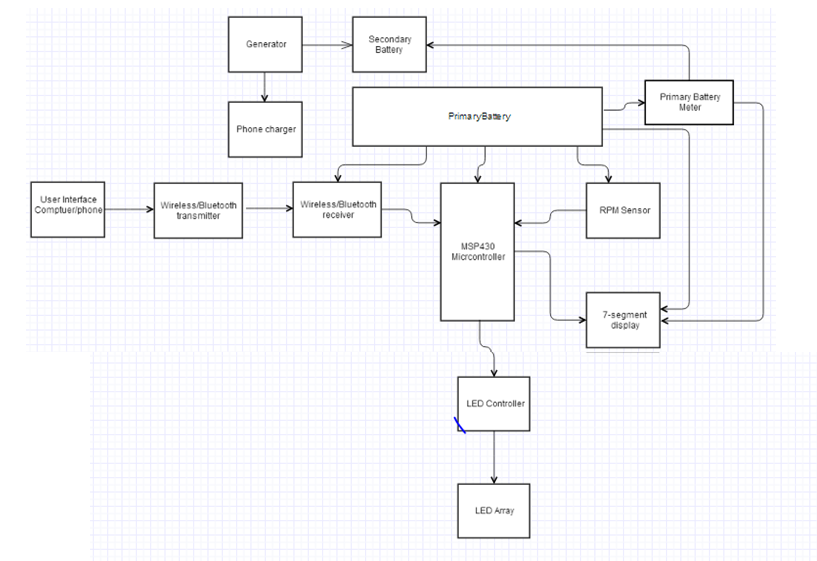 Generator
Secondary
Battery
Primary Battery
Meter
PrimaryBattery
Phone charger
User Interface
Comptuer/phone
Wireless/Bluetooth
transmitter
Wireless/Bluetooth
receiver
MSP430
Micrcontroller
RPM Sensor
7-segment
display
LED Controller
LED Array